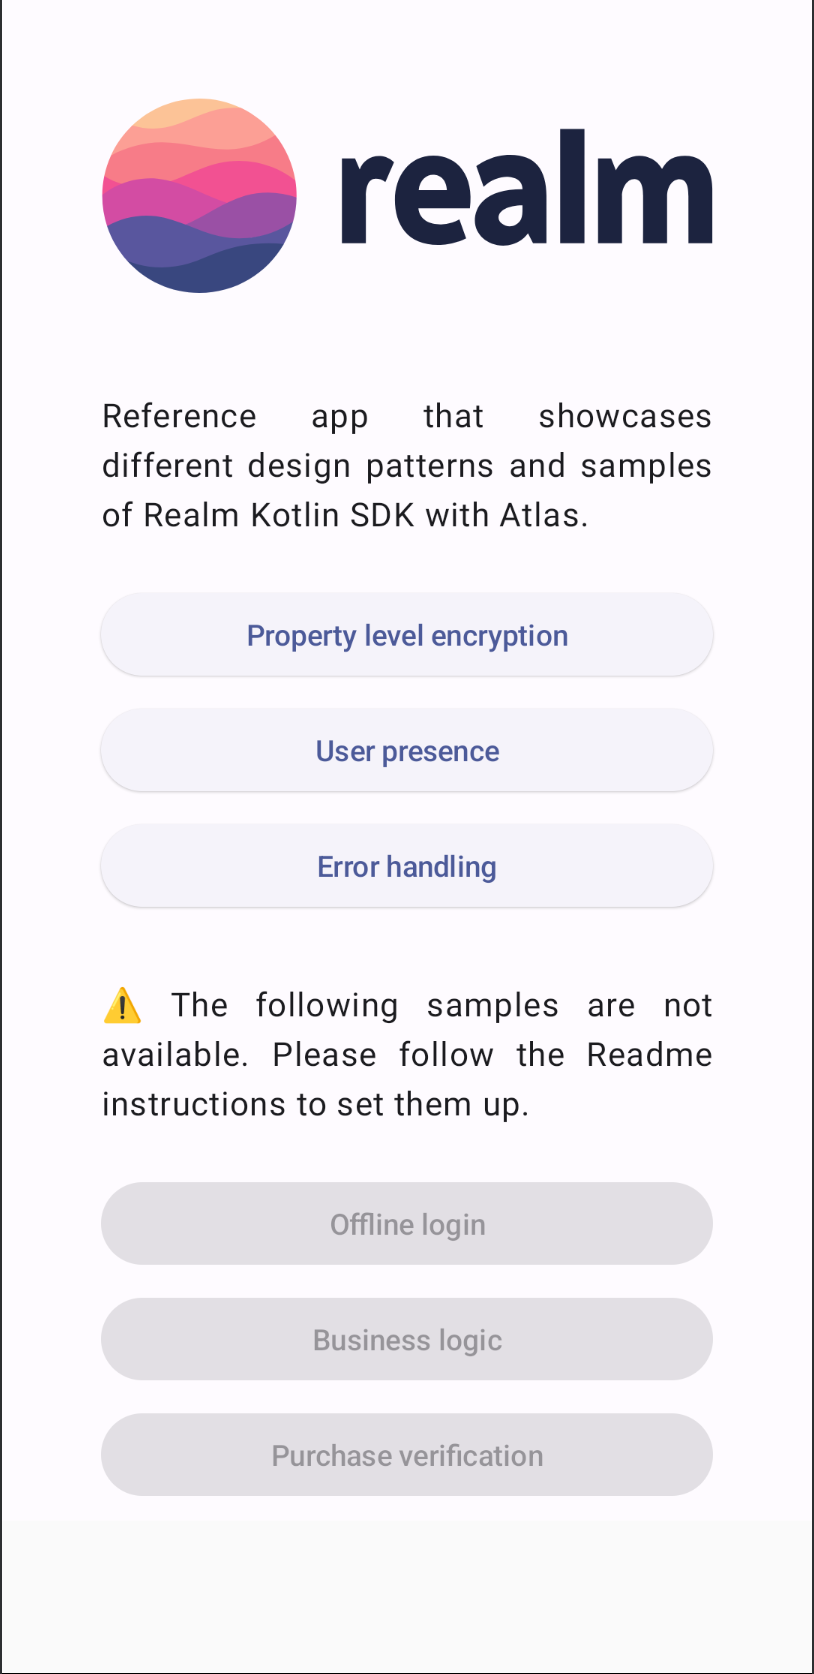 realm
Reference app that showcases
different design patterns and samples
of Realm Kotlin SDK with Atlas.
Property level encryption
User presence
Error handling
⚠️ The following samples are not
available. Please follow the Readme
instructions to set them up.
Offline login
Business logic
Purchase verification